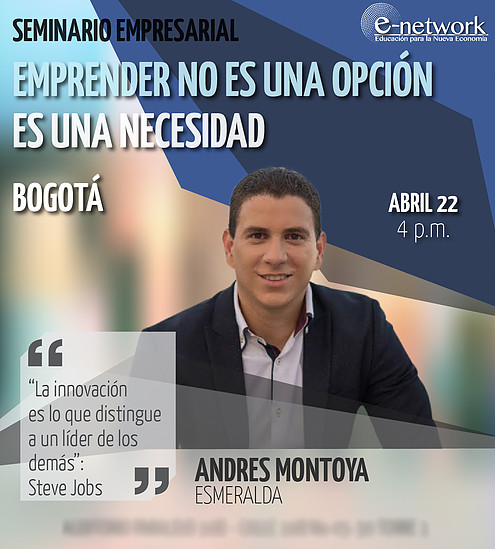 SEMINARIO EMPRESARIAL
e-network
Educación para la Nueva Economía
EMPRENDER NO ES UNA OPCIÓN
ES UNA NECESIDAD
BOGOTÁ
ABRIL 22
4 p.m.
“
“La innovación
es lo que distingue
a un líder de los
demás”:
Steve Jobs
”
ANDRES MONTOYA
ESMERALDA